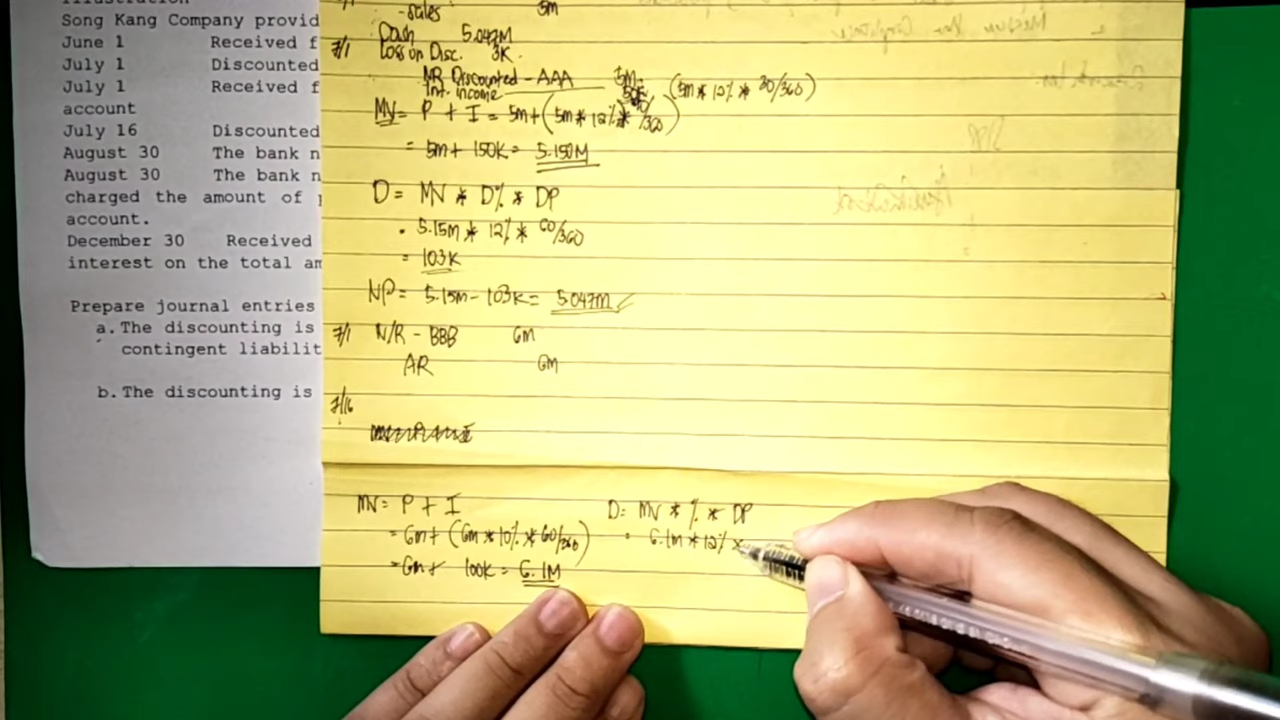 Song Kang Company provid
June 1 Received f
July 1 Discounted
July 1 Received f
account
July 16 Discounted
August 30 The bank n
August 30 The bank n
charged the amount of
account.
December 30 Received
interest on the total am
Prepare journal entries
a. The discounting is
contingent liabilit
b. The discounting is
-sales 5m
7/1 Cash 5.047M
Loss on Disc. 3K
NR Discounted - AAA 5m
Int. income 50K (5m * 12% * 30/360)
MV = P + I = 5m + (5m * 12% * 90/360)
= 5m + 150K = 5.150M
D = MV * D% * DP
5.15m * 12% * 60/360
= 103K
NP = 5.15m - 103K = 5.047M
7/1 N/R - BBB 6m
AR 6m
7/16
MV = P + I
= 6m + (6m * 10% * 60/360)
= 6m + 100K = 6.1M
D = MV * % * DP
= 6.1m * 12% *